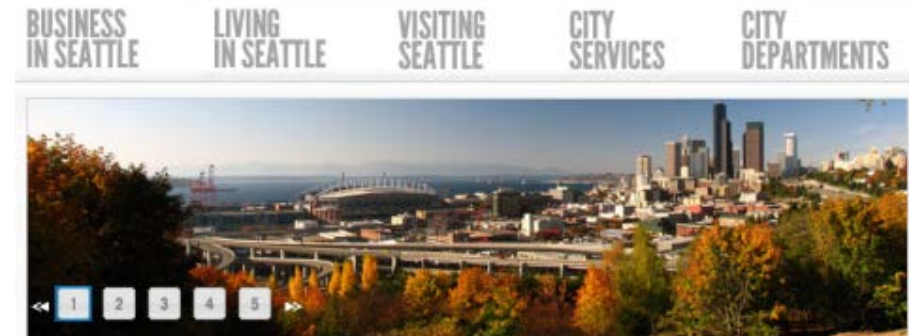 BUSINESS
IN SEATTLE
LIVING
IN SEATTLE
VISITING
SEATTLE
CITY
SERVICES
CITY
DEPARTMENTS
1 2 3 4 5